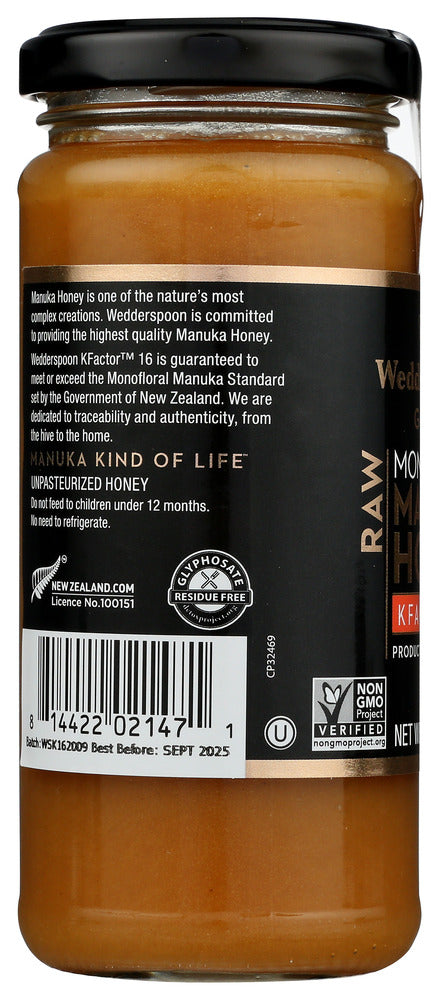 Manuka Honey is one of the nature's most
complex creations. Wedderspoon is committed
to providing the highest quality Manuka Honey.
Wedderspoon KFactor™ 16 is guaranteed to
meet or exceed the Monofloral Manuka Standard
set by the Government of New Zealand. We are
dedicated to traceability and authenticity, from
the hive to the home.
MANUKA KIND OF LIFE™
UNPASTEURIZED HONEY
Do not feed to children under 12 months.
No need to refrigerate.
NEW ZEALAND.COM
Licence No.100151
GLYPHOSATE
RESIDUE FREE
detoxproject.org
CP32469
8 14422 02147 1
Batch: WSK162009 Best Before: SEPT 2025
U
NON
GMO
Project
VERIFIED
nongmoproject.org
RAW
NET